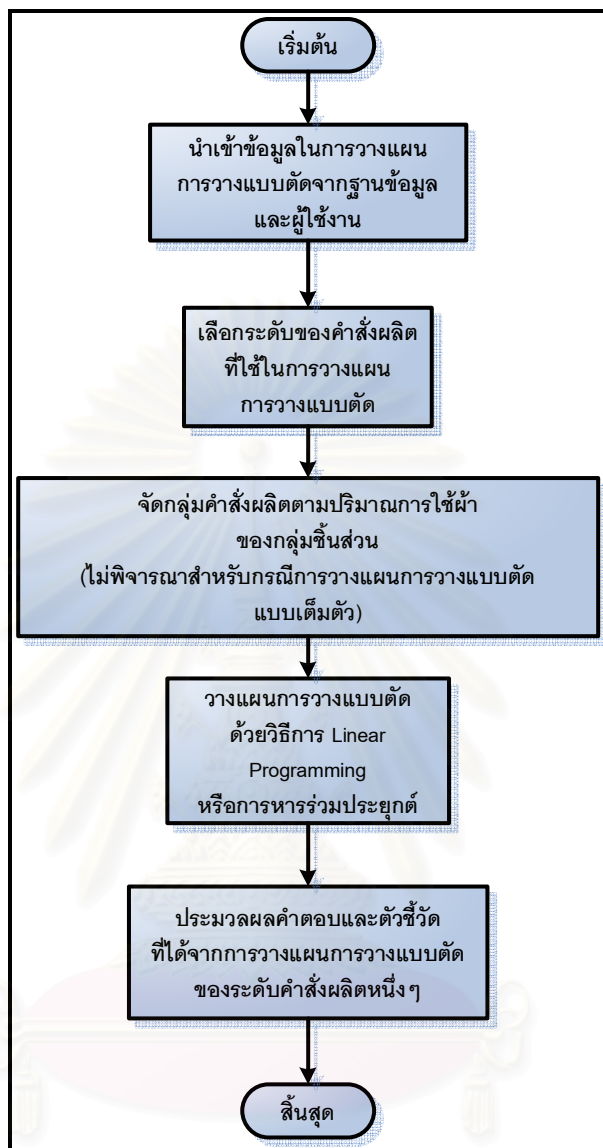 เริ่มต้น
นำเข้าข้อมูลในการวางแผน
การวางแบบตัดจากฐานข้อมูล
และผู้ใช้งาน
เลือกระดับของคำสั่งผลิต
ที่ใช้ในการวางแผน
การวางแบบตัด
จัดกลุ่มคำสั่งผลิตตามปริมาณการใช้ผ้า
ของกลุ่มชิ้นส่วน
(ไม่พิจารณาสำหรับกรณีการวางแผนการวางแบบตัด
แบบเต็มตัว)
วางแผนการวางแบบตัด
ด้วยวิธีการ Linear
Programming
หรือการหารร่วมประยุกต์
ประมวลผลคำตอบและตัวชี้วัด
ที่ได้จากการวางแผนการวางแบบตัด
ของระดับคำสั่งผลิตหนึ่งๆ
สิ้นสุด